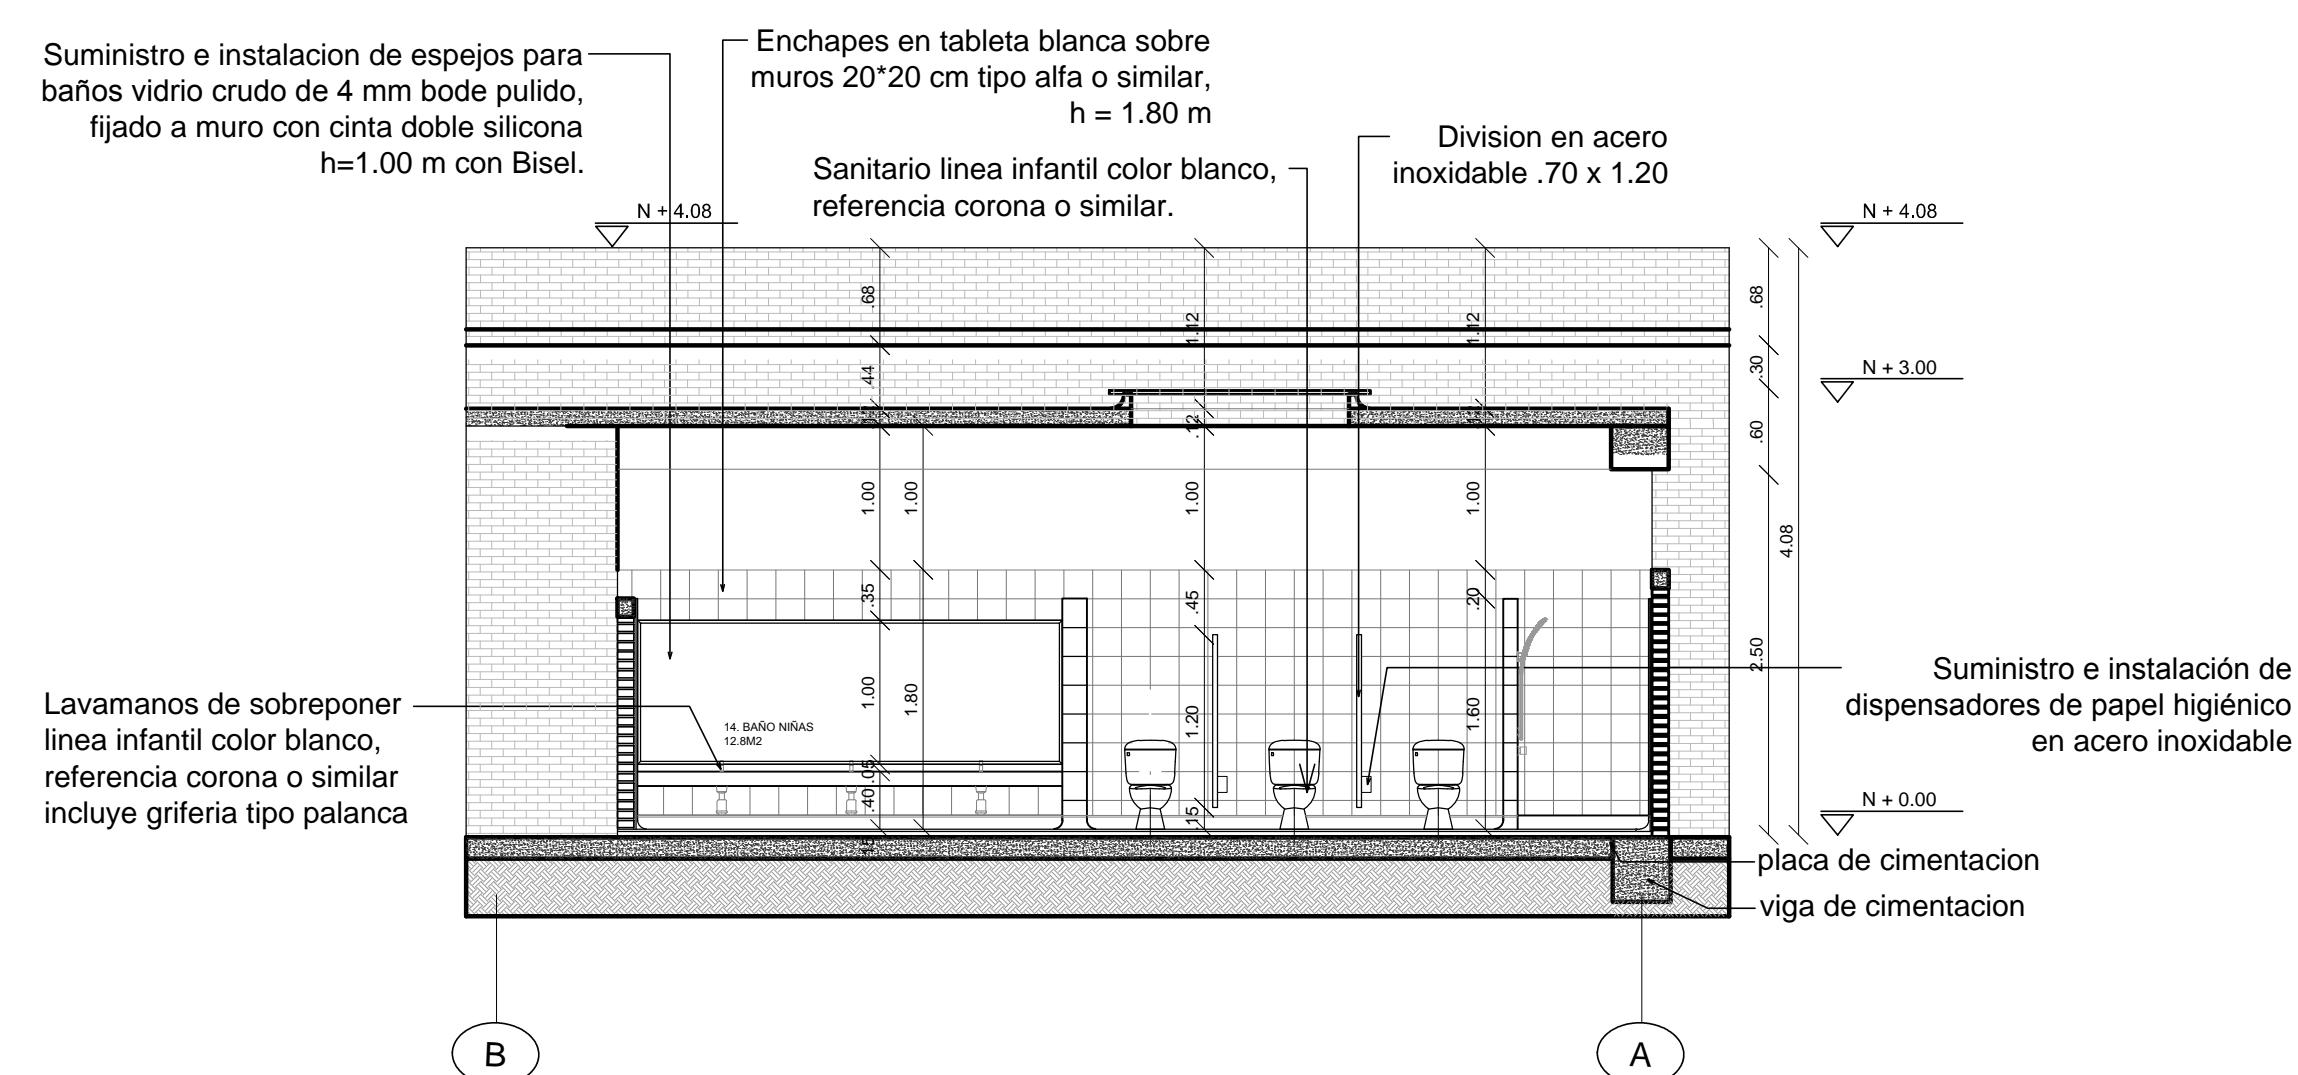 Suministro e instalacion de espejos para
baños vidrio crudo de 4 mm bode pulido,
fijado a muro con cinta doble silicona
h=1.00 m con Bisel.
Enchapes en tableta blanca sobre
muros 20*20 cm tipo alfa o similar,
h = 1.80 m
Sanitario linea infantil color blanco,
referencia corona o similar.
Division en acero
inoxidable .70 x 1.20
N + 4.08
N + 4.08
.68
1.12
1.12
.68
.44
.30
N + 3.00
.12
.60
1.00
1.00
1.00
1.00
4.08
.35
.45
.20
2.50
1.00
1.80
1.20
1.60
14. BAÑO NIÑAS
12.8M2
.05
.40
.15
.15
Lavamanos de sobreponer
linea infantil color blanco,
referencia corona o similar
incluye griferia tipo palanca
Suministro e instalación de
dispensadores de papel higiénico
en acero inoxidable
N + 0.00
placa de cimentacion
viga de cimentacion
B
A